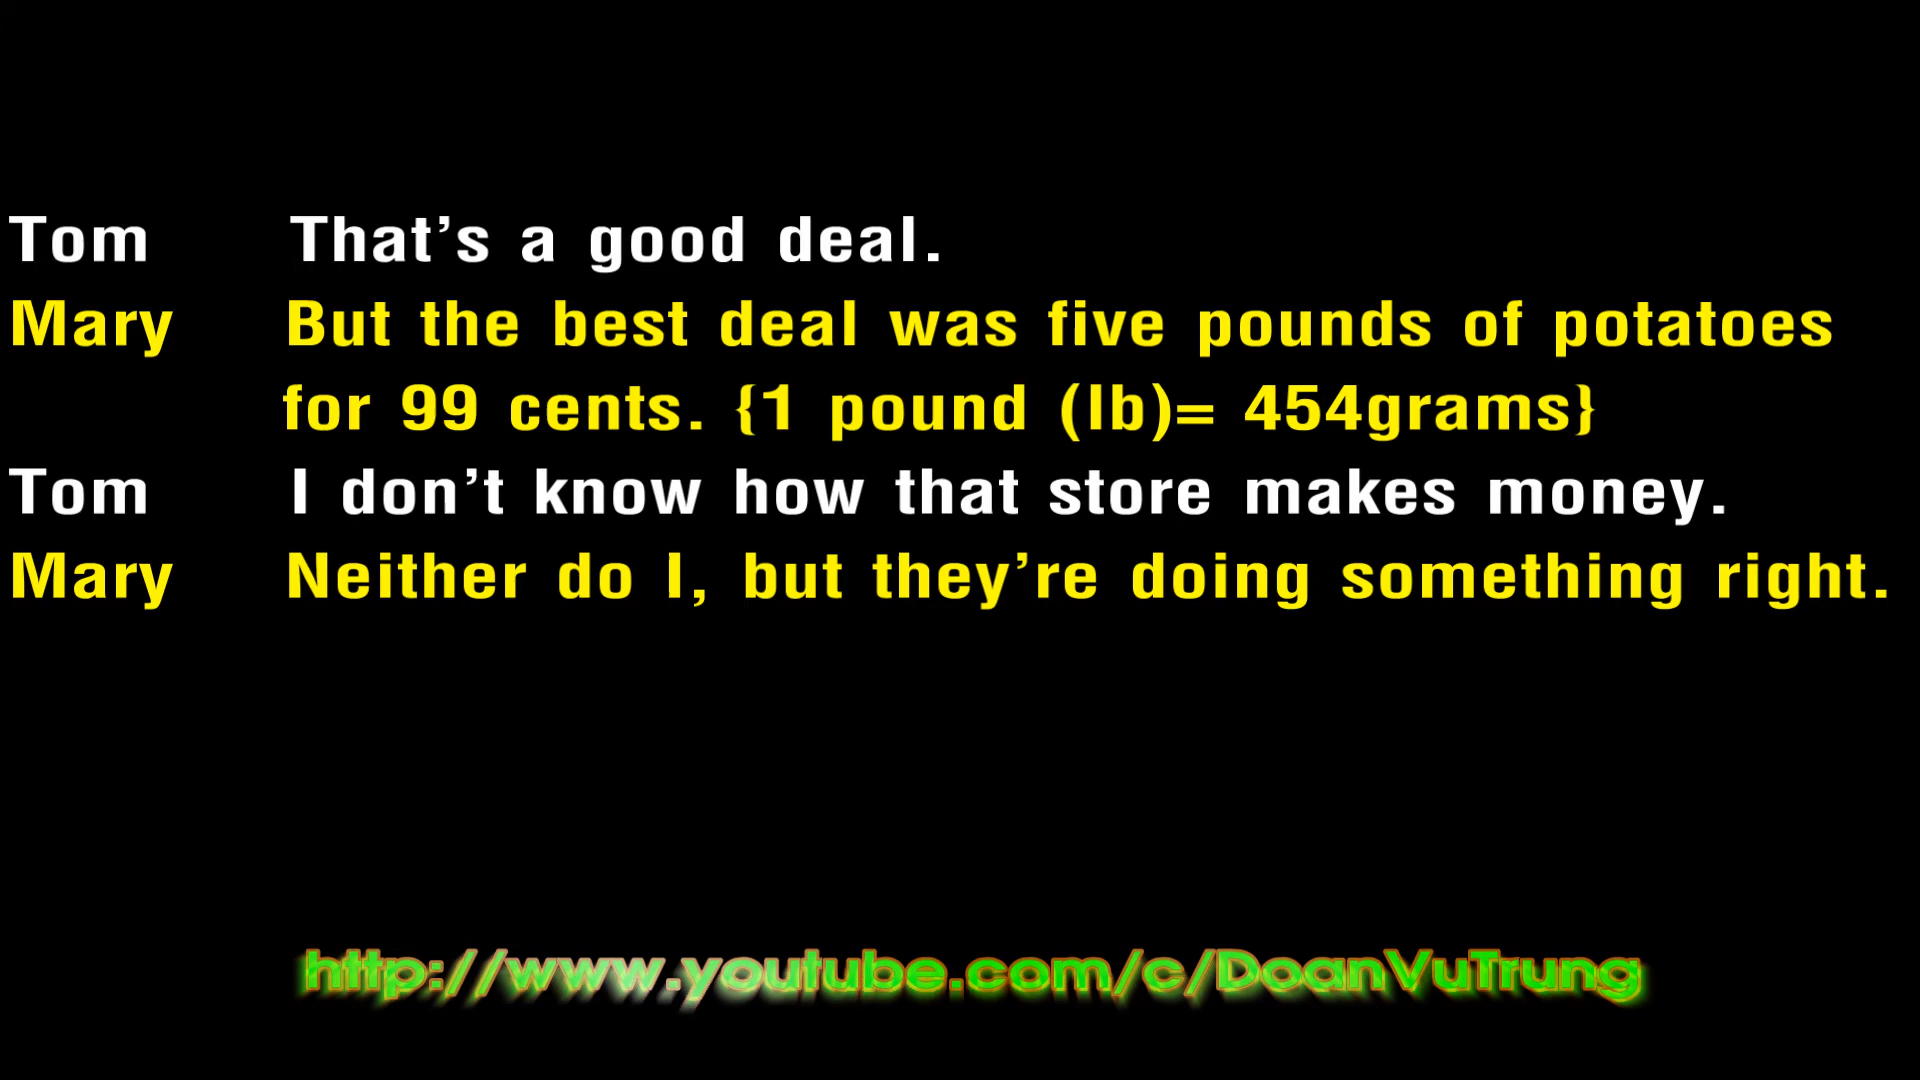 Tom That’s a good deal.
Mary But the best deal was five pounds of potatoes
for 99 cents. {1 pound (lb)= 454grams}
Tom I don’t know how that store makes money.
Mary Neither do I, but they’re doing something right.
http://www.youtube.com/c/DoanVuTrung